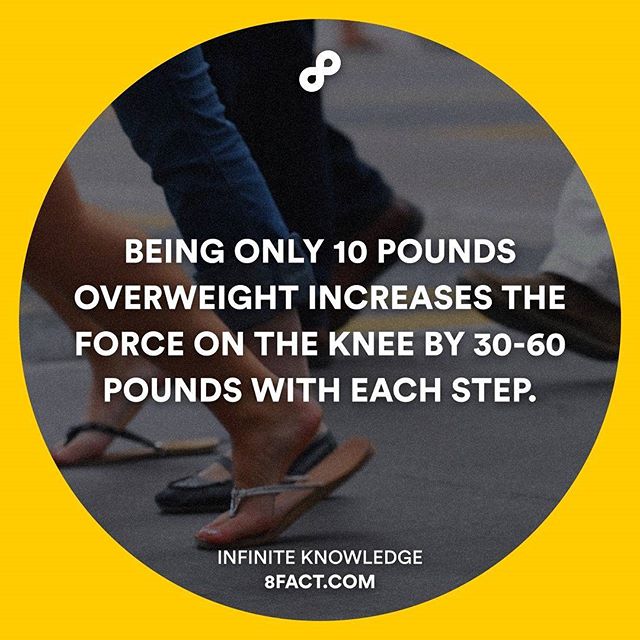 BEING ONLY 10 POUNDS
OVERWEIGHT INCREASES THE
FORCE ON THE KNEE BY 30-60
POUNDS WITH EACH STEP.
INFINITE KNOWLEDGE
8FACT.COM